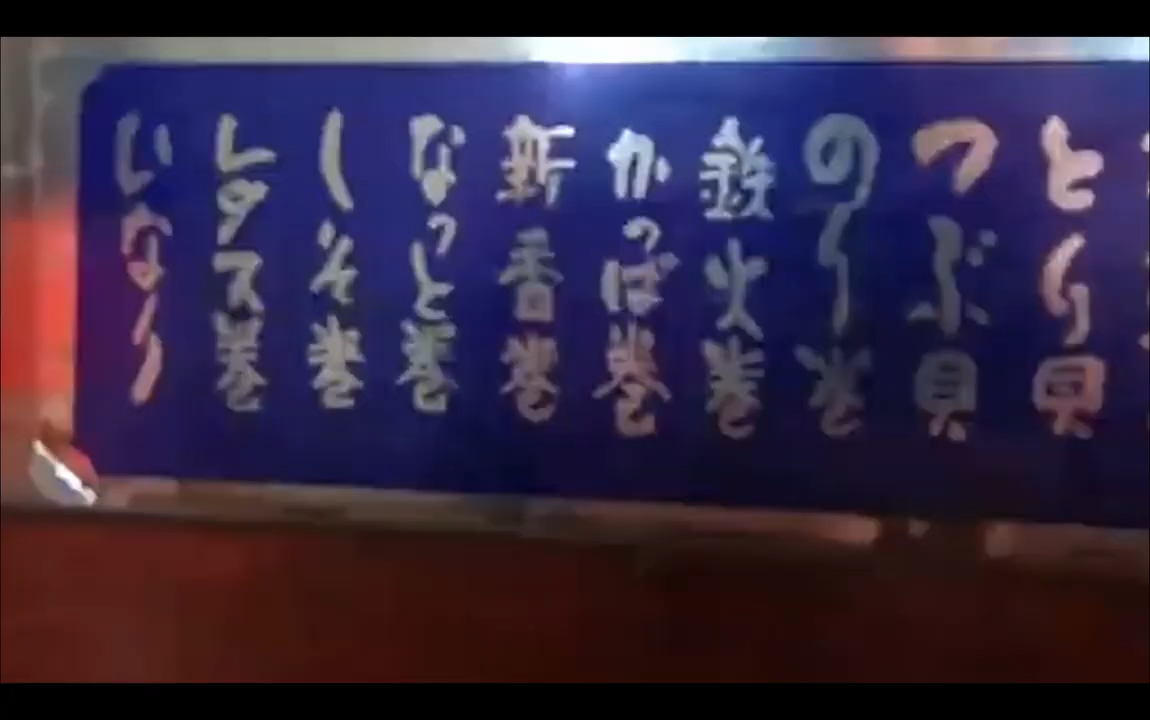 とり貝
つぶ貝
のり巻
鉄火巻
かっぱ巻
新香巻
なっと巻
しそ巻
レタス巻
いなり